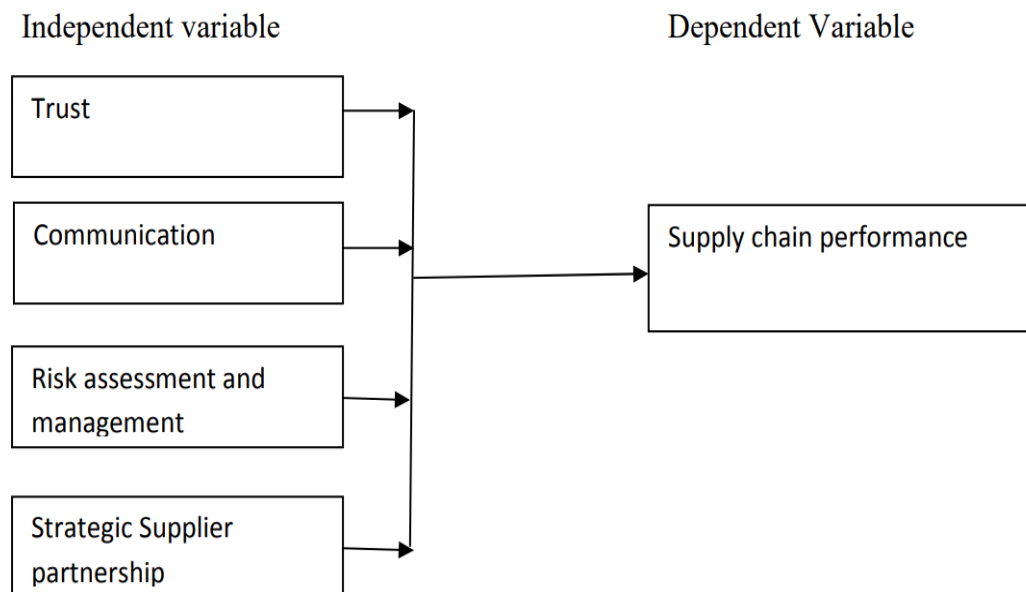 Independent variable
Dependent Variable
Trust
Communication
Supply chain performance
Risk assessment and
management
Strategic Supplier
partnership